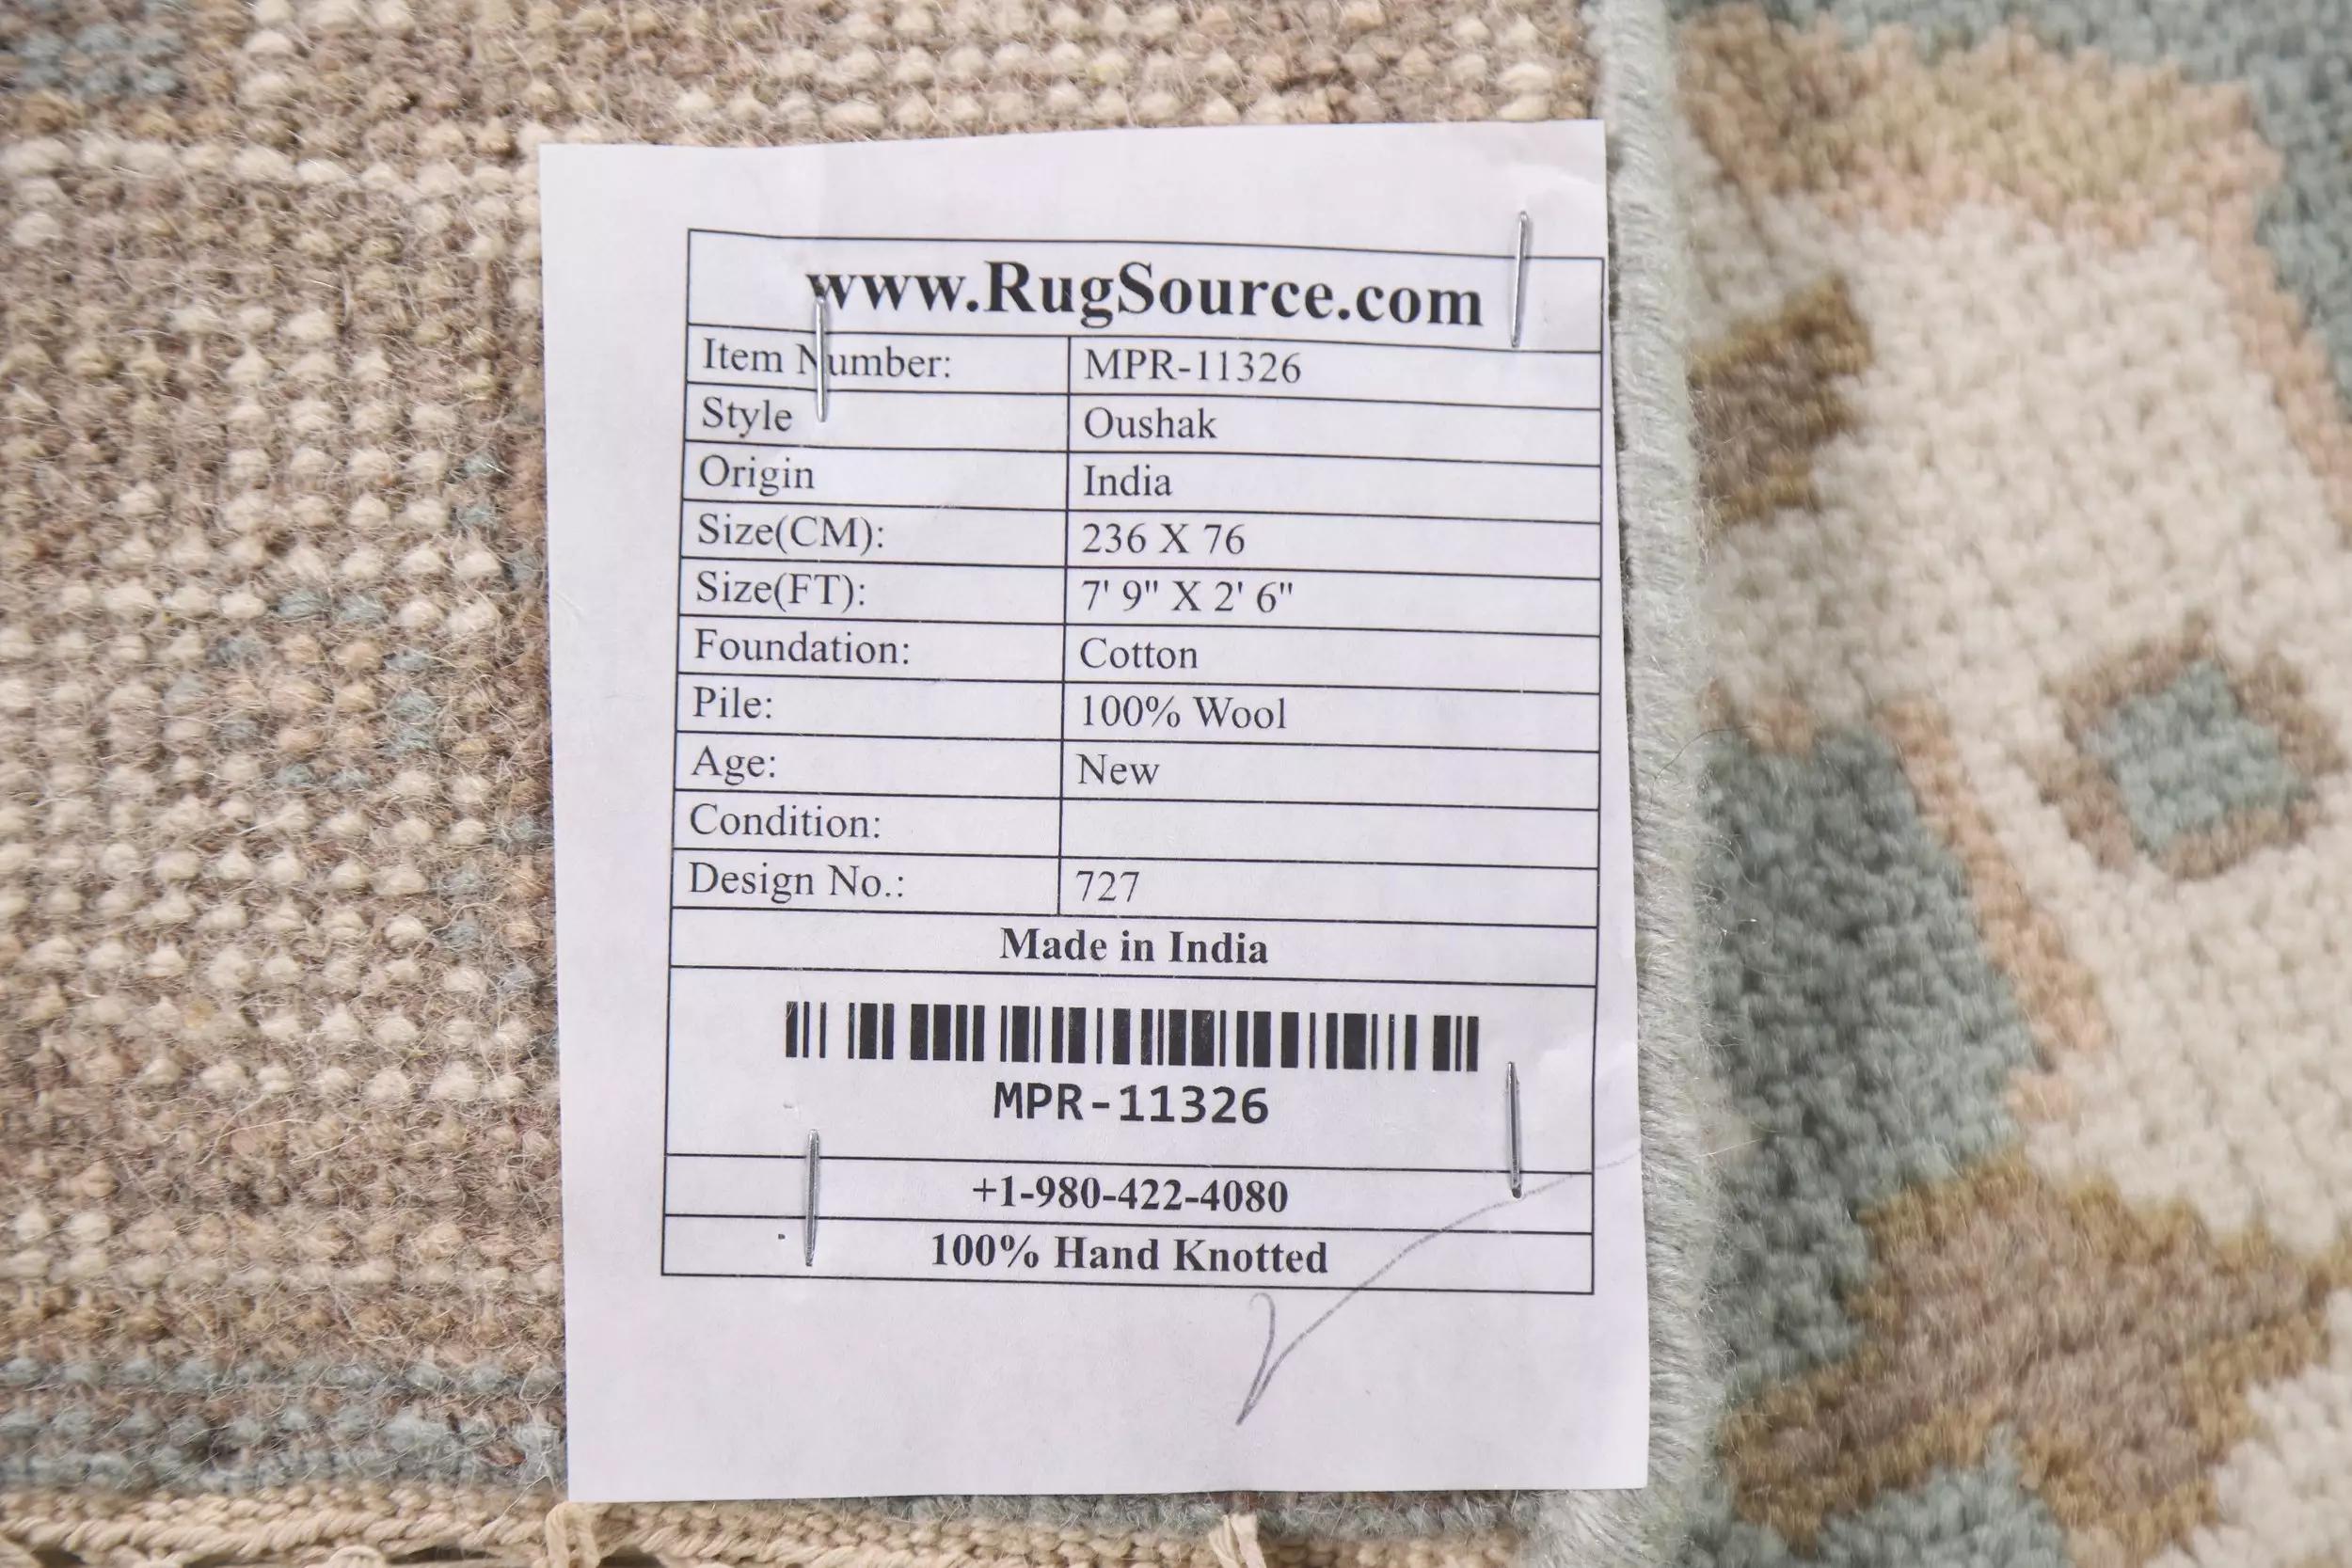 www.RugSource.com
Item Number: MPR-11326
Style Oushak
Origin India
Size(CM): 236 X 76
Size(FT): 7' 9" X 2' 6"
Foundation: Cotton
Pile: 100% Wool
Age: New
Condition:
Design No.: 727
Made in India
MPR-11326
+1-980-422-4080
100% Hand Knotted